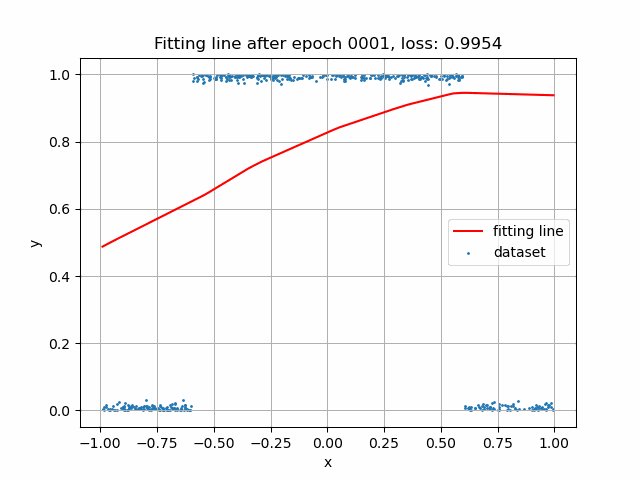 Fitting line after epoch 0001, loss: 0.9954
1.0
0.8
0.6
0.4
0.2
0.0
y
fitting line
dataset
−1.00 −0.75 −0.50 −0.25 0.00 0.25 0.50 0.75 1.00
x